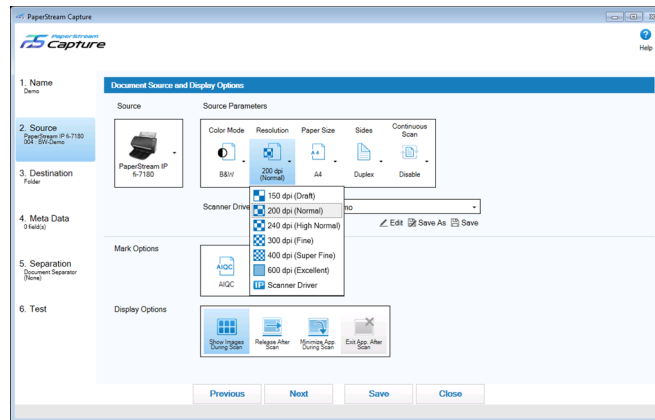 PaperStream Capture
PaperStream
Capture
Help
1. Name
Demo
2. Source
PaperStream IP fi-7180
004 : BW-Demo
3. Destination
Folder
4. Meta Data
0 field(s)
5. Separation
Document Separator
(None)
6. Test
Document Source and Display Options
Source
PaperStream IP
fi-7180
Source Parameters
Color Mode Resolution Paper Size Sides Continuous Scan
B&W 200 dpi (Normal) A4 Duplex Disable
150 dpi (Draft)
200 dpi (Normal)
240 dpi (High Normal)
300 dpi (Fine)
400 dpi (Super Fine)
600 dpi (Excellent)
IP Scanner Driver
Scanner Drive
mo
Edit Save As Save
Mark Options
AIQC
AIQC
Display Options
Show Images During Scan
Release After Scan
Minimize App. During Scan
Exit App. After Scan
Previous Next Save Close